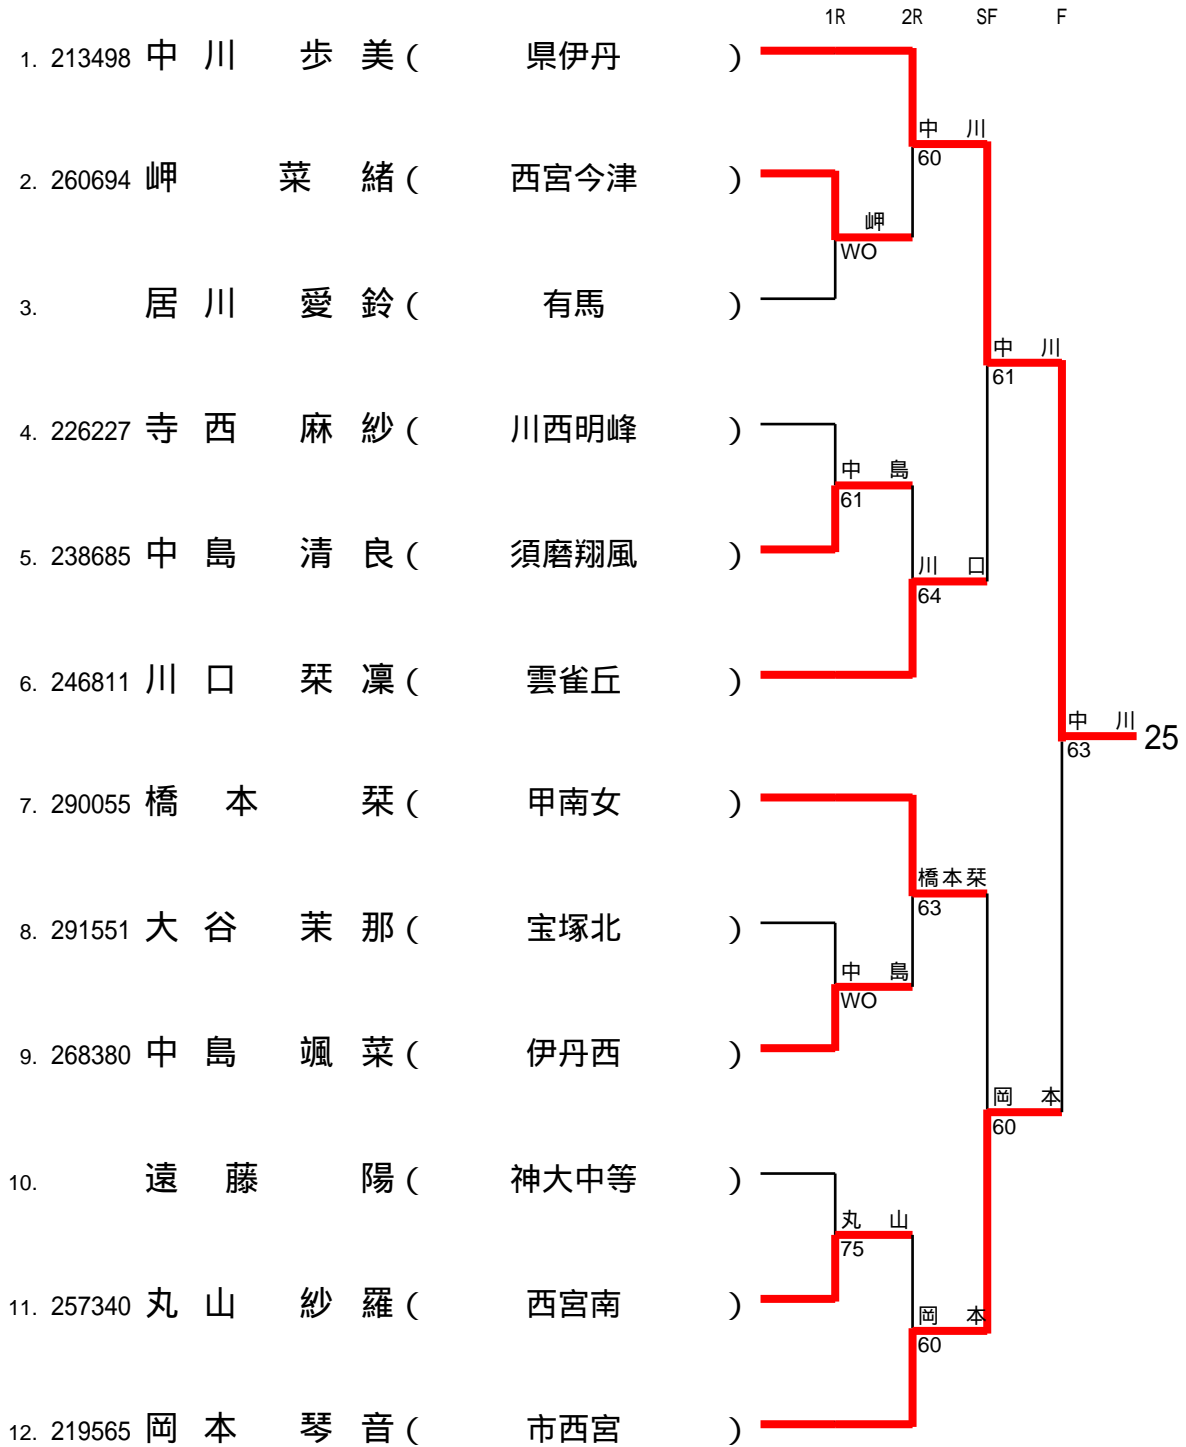 1R 2R SF F
1. 213498 中川 歩美 ( 県伊丹 )
中川
60
2. 260694 岬 菜緒 ( 西宮今津 )
岬
WO
3. 居川 愛鈴 ( 有馬 )
中川
61
4. 226227 寺西 麻紗 ( 川西明峰 )
中島
61
5. 238685 中島 清良 ( 須磨翔風 )
川口
64
6. 246811 川口 栞凜 ( 雲雀丘 )
中川
63
25
7. 290055 橋本 栞 ( 甲南女 )
橋本栞
63
8. 291551 大谷 茉那 ( 宝塚北 )
中島
WO
9. 268380 中島 颯菜 ( 伊丹西 )
岡本
60
10. 遠藤 陽 ( 神大中等 )
丸山
75
11. 257340 丸山 紗羅 ( 西宮南 )
岡本
60
12. 219565 岡本 琴音 ( 市西宮 )